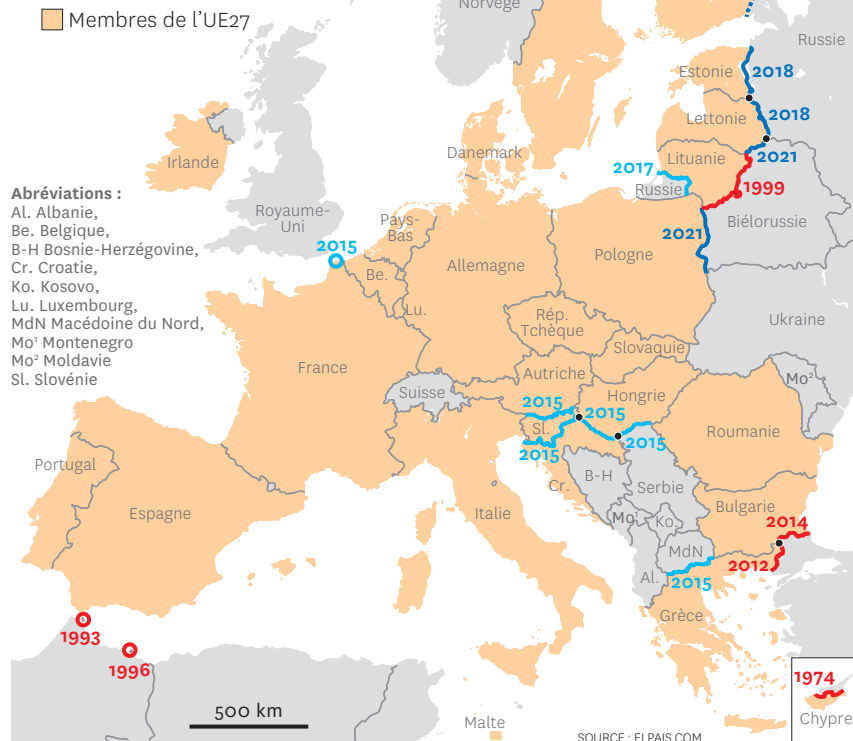 Norvège
Membres de l'UE27
Russie
Estonie
2018
Lettonie
2018
Irlande
Danemark
Lituanie
2021
2017
Russie
1999
Abréviations :
Al. Albanie,
Be. Belgique,
B-H Bosnie-Herzégovine,
Cr. Croatie,
Ko. Kosovo,
Lu. Luxembourg,
MdN Macédoine du Nord,
Mo¹ Montenegro
Mo² Moldavie
Sl. Slovénie
Royaume-
Uni
Pays-
Bas
Biélorussie
2021
2015
Pologne
Allemagne
Be.
Lu.
Rép.
Tchèque
Ukraine
Slovaquie
France
Autriche
Mo²
Suisse
Hongrie
2015
2015
Sl.
2015
2015
Roumanie
Portugal
B-H
Cr.
Serbie
Espagne
Italie
Bulgarie
Mo¹
Ko.
2014
MdN
2012
Al.
2015
Grèce
1993
1996
1974
500 km
Malte
Chypre
SOURCE : ELPAIS.COM